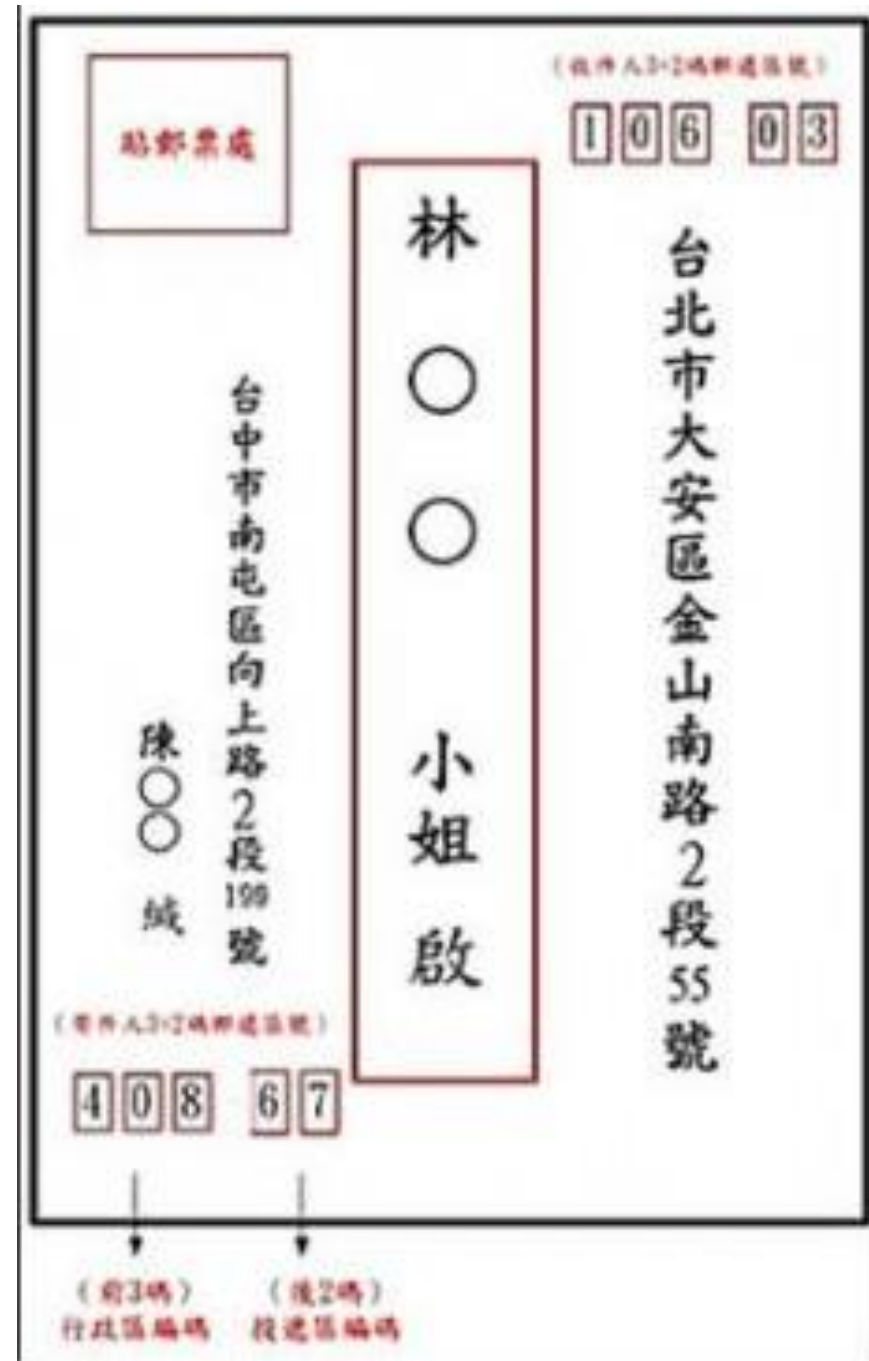 (收件人3+2碼郵遞區號)
106 03
台北市大安區金山南路2段55號
林○○ 小姐 啟
貼郵票處
台中市南屯區向上路2段199號
陳○○ 緘
(寄件人3+2碼郵遞區號)
408 67
(前3碼)
行政區編碼
(後2碼)
投遞區編碼